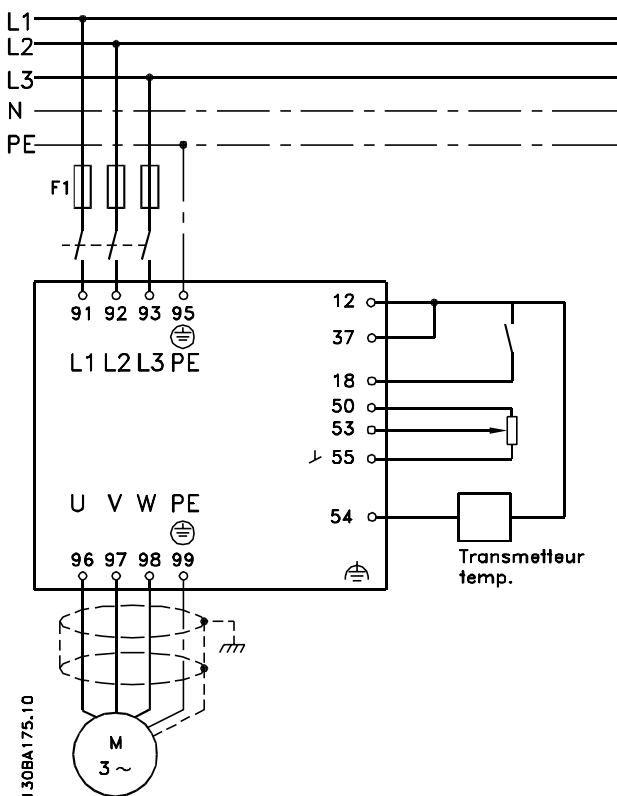 L1
L2
L3
N
PE
F1
91 92 93 95
L1 L2 L3 PE
12
37
18
50
53
55
54
U V W PE
96 97 98 99
Transmetteur
temp.
M
3 ~
130BA175.10